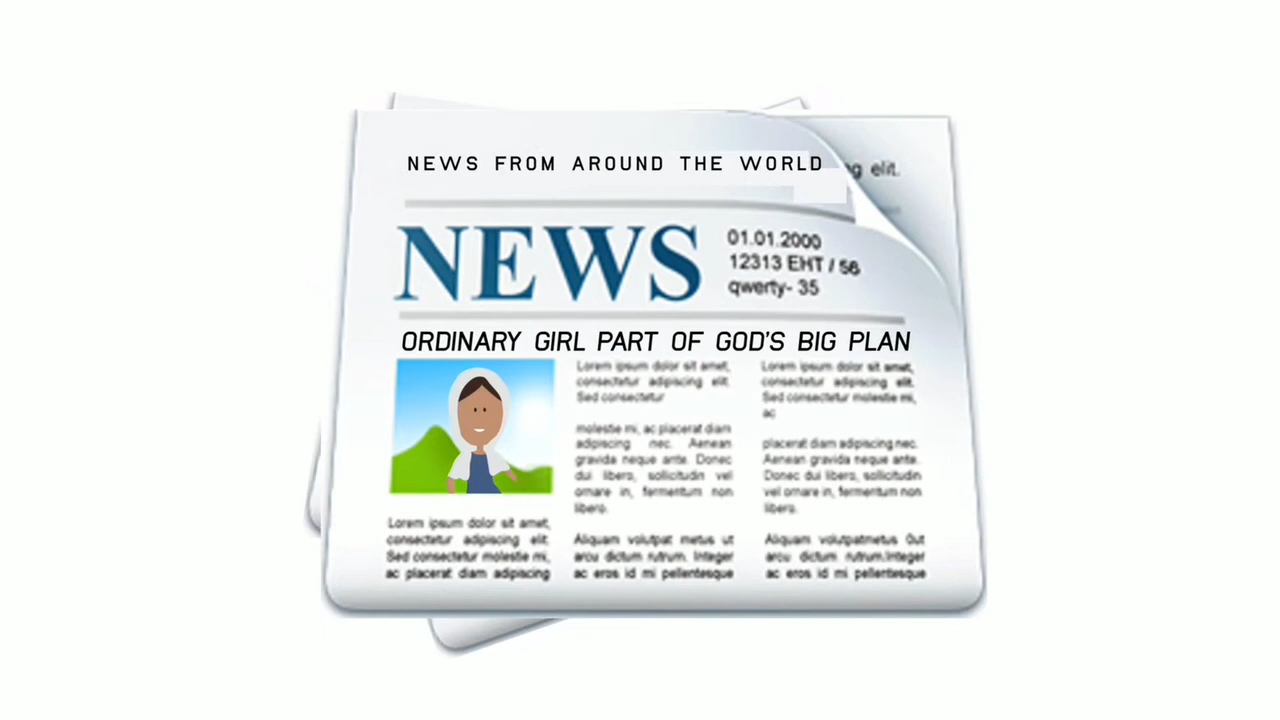 NEWS FROM AROUND THE WORLD
g elit.
NEWS
01.01.2000
12313 EHT / 56
qwerty- 35
ORDINARY GIRL PART OF GOD'S BIG PLAN
Lorem ipsum dolor sit amet,
consectetur adipiscing elit.
Sed consectetur molestie mi,
ac placerat diam adipiscing
Lorem ipsum dolor sit amet,
consectetur adipiscing elit.
Sed consectetur
molestie mi, ac placerat diam
adipiscing nec. Aenean
gravida neque ante. Donec
dui libero, sollicitudin vel
ornare in, fermentum non
libero.
Aliquam volutpat metus ut
arcu dictum rutrum. Integer
ac eros id mi pellentesque
Lorem ipsum dolor sit amet,
consectetur adipiscing elit.
Sed consectetur molestie mi,
ac
placerat diam adipiscing nec.
Aenean gravida neque ante.
Donec dui libero, sollicitudin
vel ornare in, fermentum non
libero.
Aliquam volutpatmetus 0ut
arcu dictum rutrum.Integer
ac eros id mi pellentesque